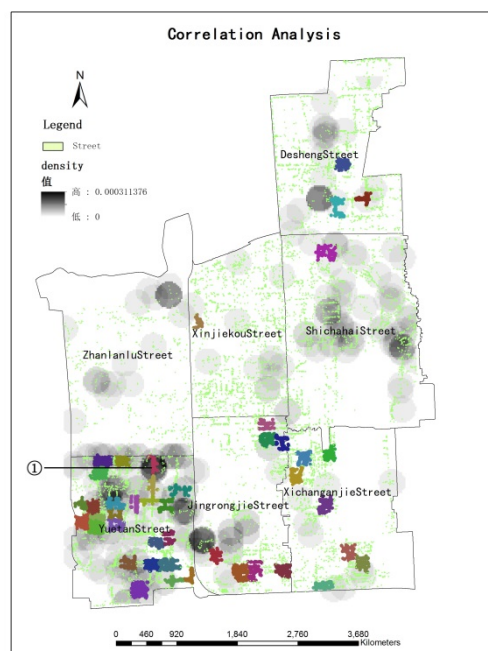 Correlation Analysis
N
Legend
Street
density
值
高 : 0.000311376
低 : 0
DeshengStreet
XinjiekouStreet
ShichahaiStreet
ZhanlanluStreet
①
JingrongjieStreet
XichanganjieStreet
YuetanStreet
0 460 920 1,840 2,760 3,680
Kilometers